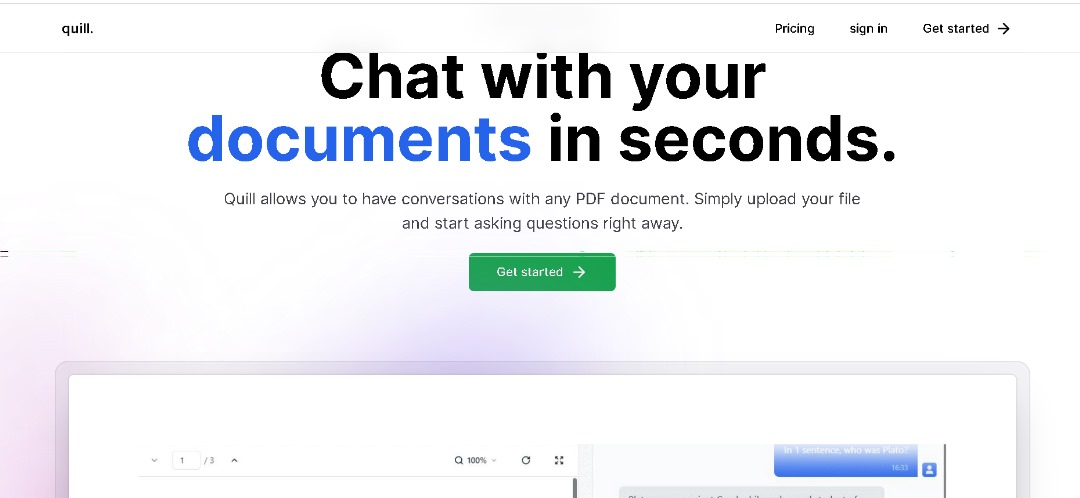 quill.
Pricing sign in Get started
Chat with your
documents in seconds.
Quill allows you to have conversations with any PDF document. Simply upload your file
and start asking questions right away.
Get started
1 / 3 100%
in 1 sentence, who was Plato?
16:33